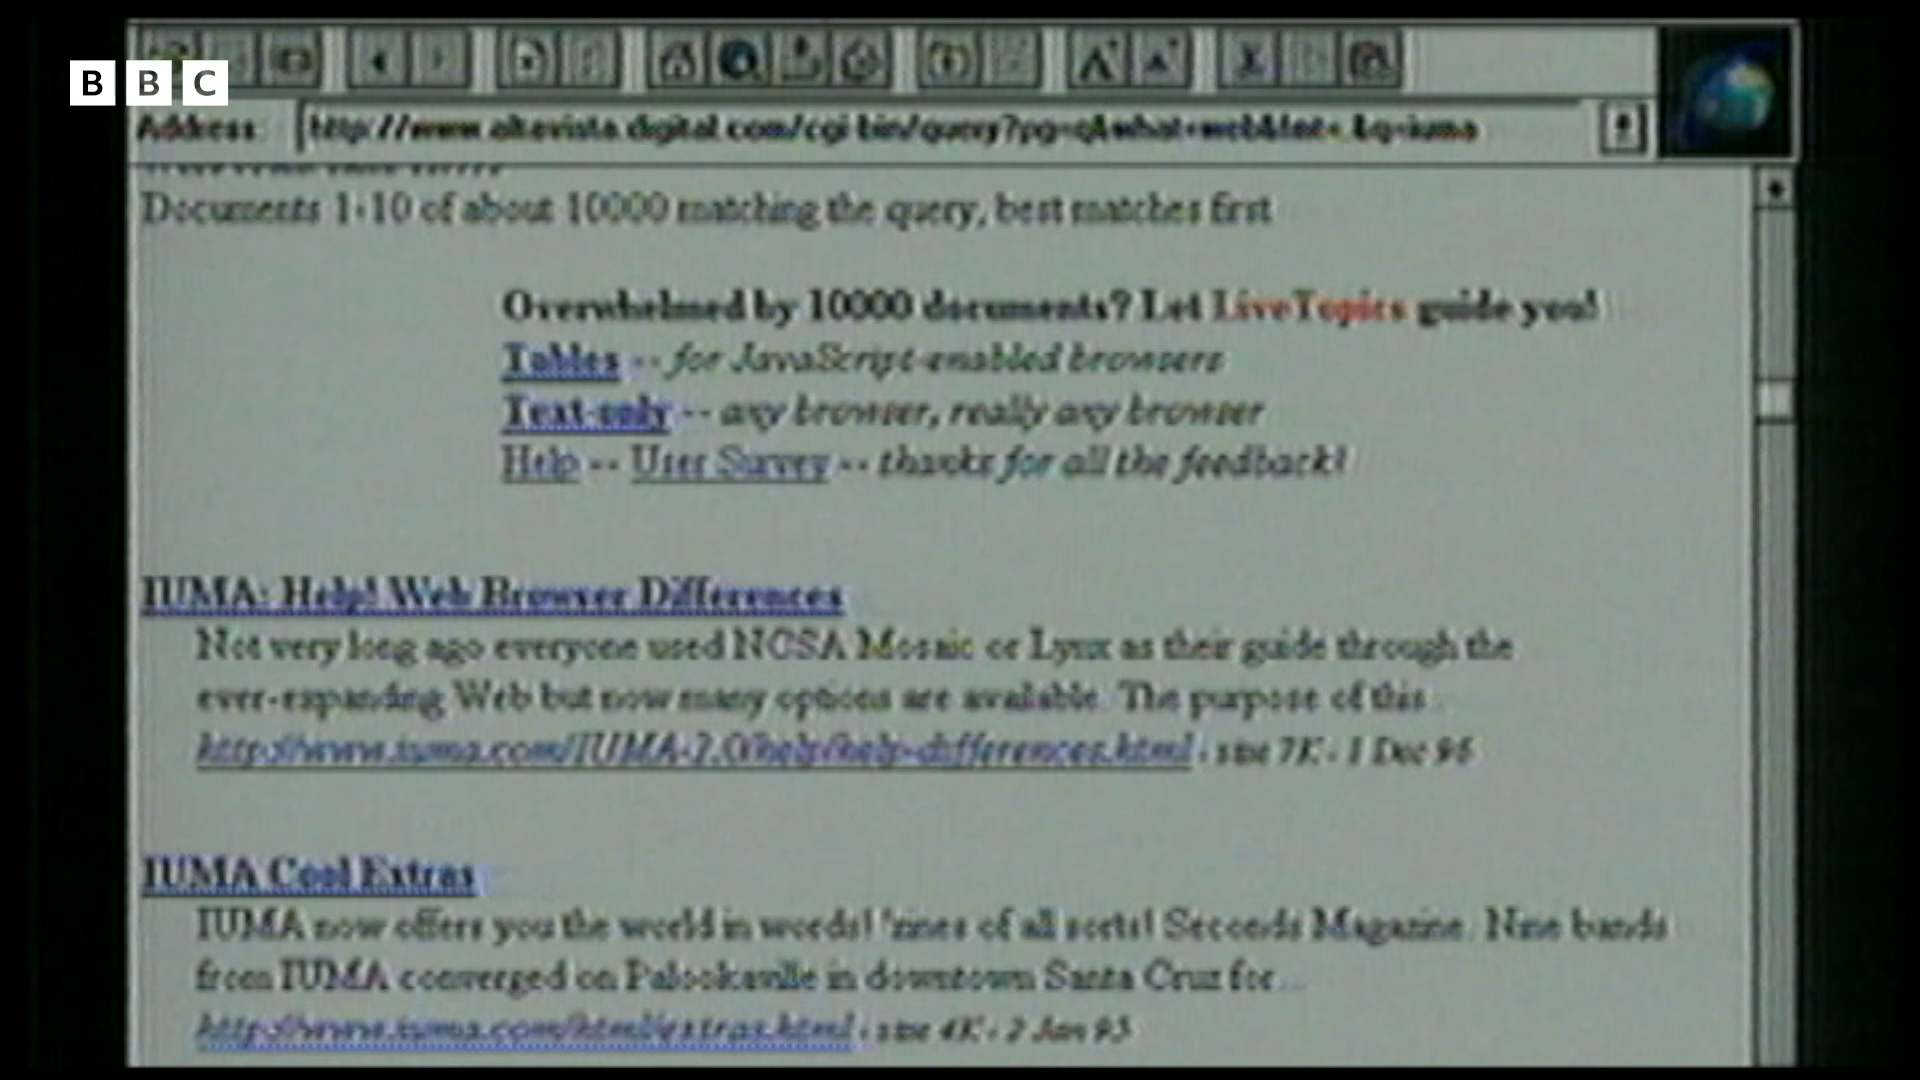 BBC
Address: http://www.altavista.digital.com/cgi-bin/query?pg=q&what=web&fmt=.&q=iuma
Documents 1-10 of about 10000 matching the query, best matches first
Overwhelmed by 10000 documents? Let LiveTopics guide you!
Tables -- for JavaScript-enabled browsers
Text-only -- any browser, really any browser
Help -- User Survey -- thanks for all the feedback!
IUMA: Help! Web Browser Differences
Not very long ago everyone used NCSA Mosaic or Lynx as their guide through the
ever-expanding Web but now many options are available. The purpose of this
http://www.iuma.com/IUMA-2.0/help/help-differences.html - size 7K - 1 Dec 96
IUMA Cool Extras
IUMA now offers you the world in words! 'zines of all sorts! Seconds Magazine. Nine bands
from IUMA converged on Palookaville in downtown Santa Cruz for...
http://www.iuma.com/html/extras.html - size 4K - 2 Jan 95